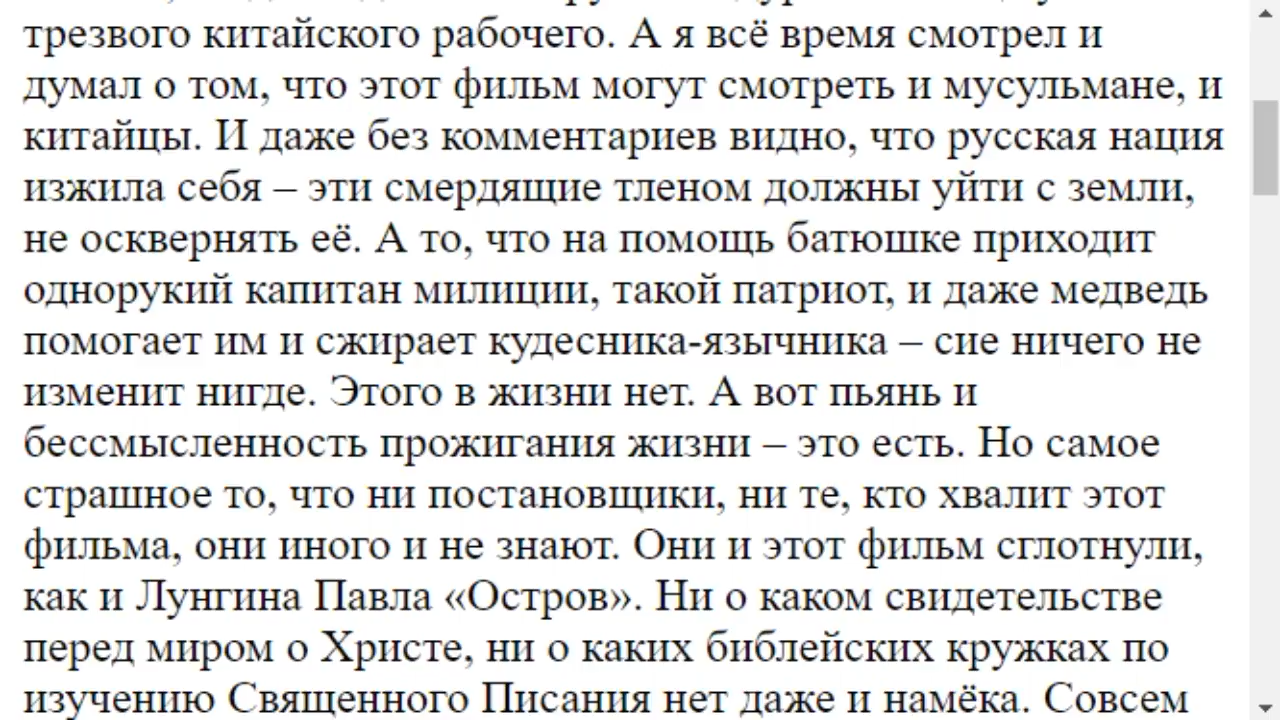 трезвого китайского рабочего. А я всё время смотрел и
думал о том, что этот фильм могут смотреть и мусульмане, и
китайцы. И даже без комментариев видно, что русская нация
изжила себя – эти смердящие тленом должны уйти с земли,
не осквернять её. А то, что на помощь батюшке приходит
однорукий капитан милиции, такой патриот, и даже медведь
помогает им и сжирает кудесника-язычника – сие ничего не
изменит нигде. Этого в жизни нет. А вот пьянь и
бессмысленность прожигания жизни – это есть. Но самое
страшное то, что ни постановщики, ни те, кто хвалит этот
фильма, они иного и не знают. Они и этот фильм сглотнули,
как и Лунгина Павла «Остров». Ни о каком свидетельстве
перед миром о Христе, ни о каких библейских кружках по
изучению Священного Писания нет даже и намёка. Совсем